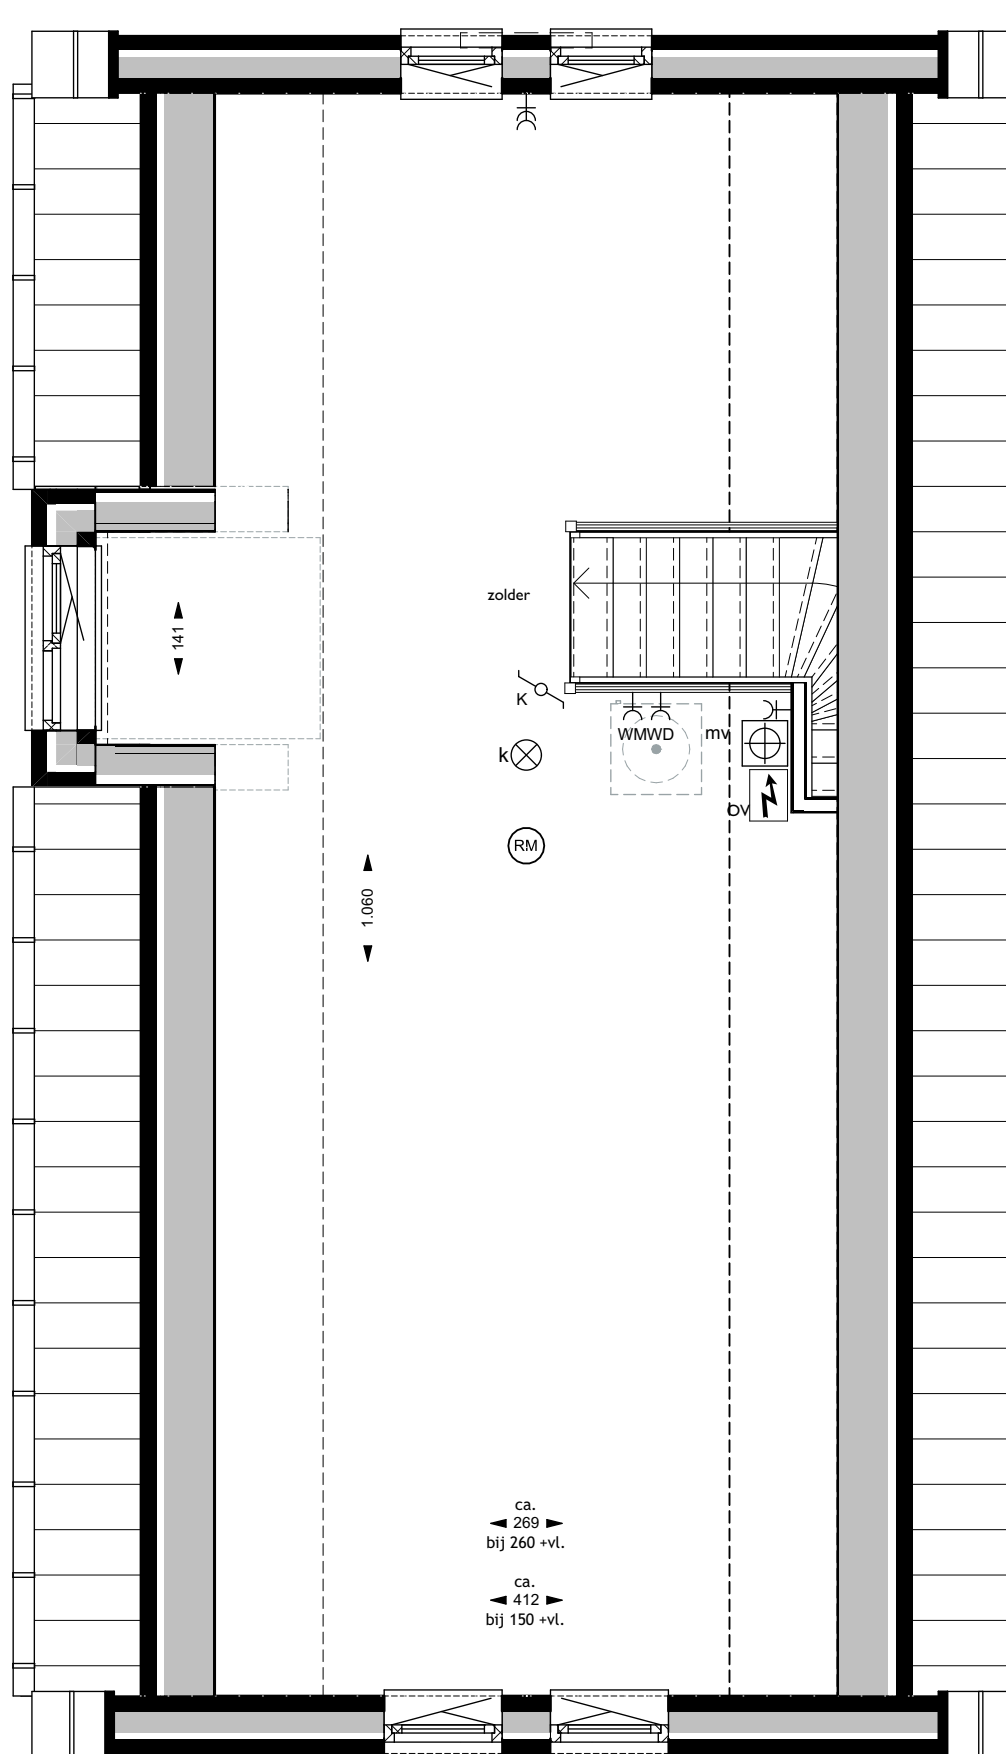 zolder
141
K
WMWD
mv
k
OV
RM
1.060
ca.
269
bij 260 +vl.
ca.
412
bij 150 +vl.